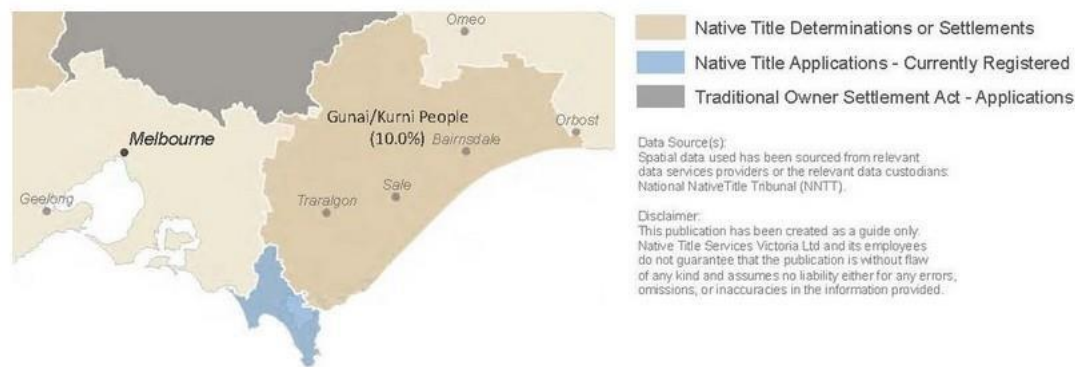 Omeo
Gunai/Kurni People
(10.0%)
Bairnsdale
Orbost
Melbourne
Geelong
Traralgon
Sale
Native Title Determinations or Settlements
Native Title Applications - Currently Registered
Traditional Owner Settlement Act - Applications
Data Source(s):
Spatial data used has been sourced from relevant
data services providers or the relevant data custodians:
National NativeTitle Tribunal (NNTT).
Disclaimer:
This publication has been created as a guide only.
Native Title Services Victoria Ltd and its employees
do not guarantee that the publication is without flaw
of any kind and assumes no liability either for any errors,
omissions, or inaccuracies in the information provided.